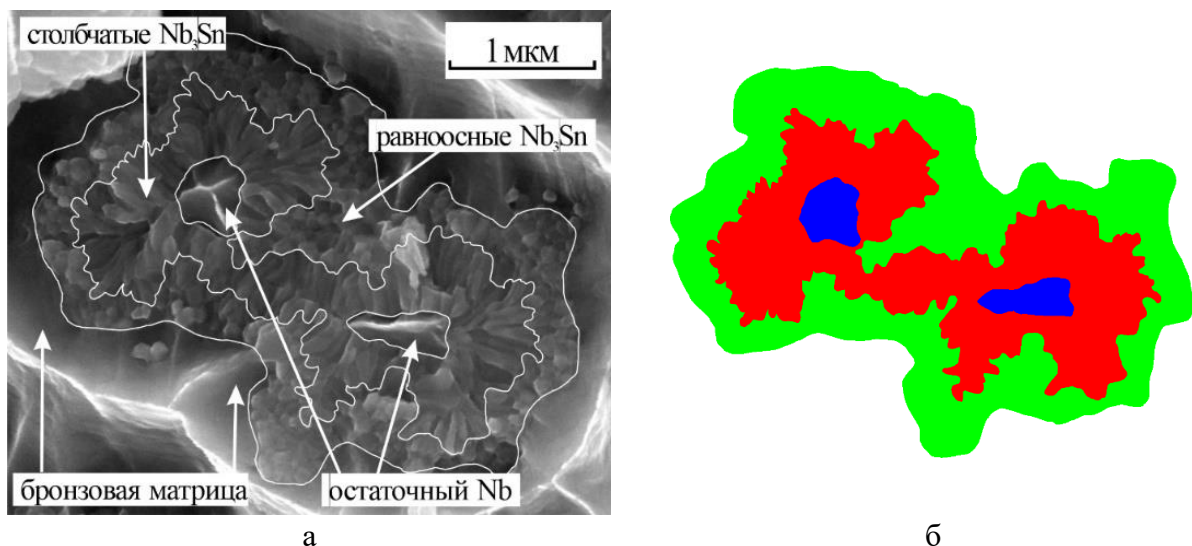 столбчатые Nb₃Sn
1 мкм
равноосные Nb₃Sn
бронзовая матрица
остаточный Nb
а
б